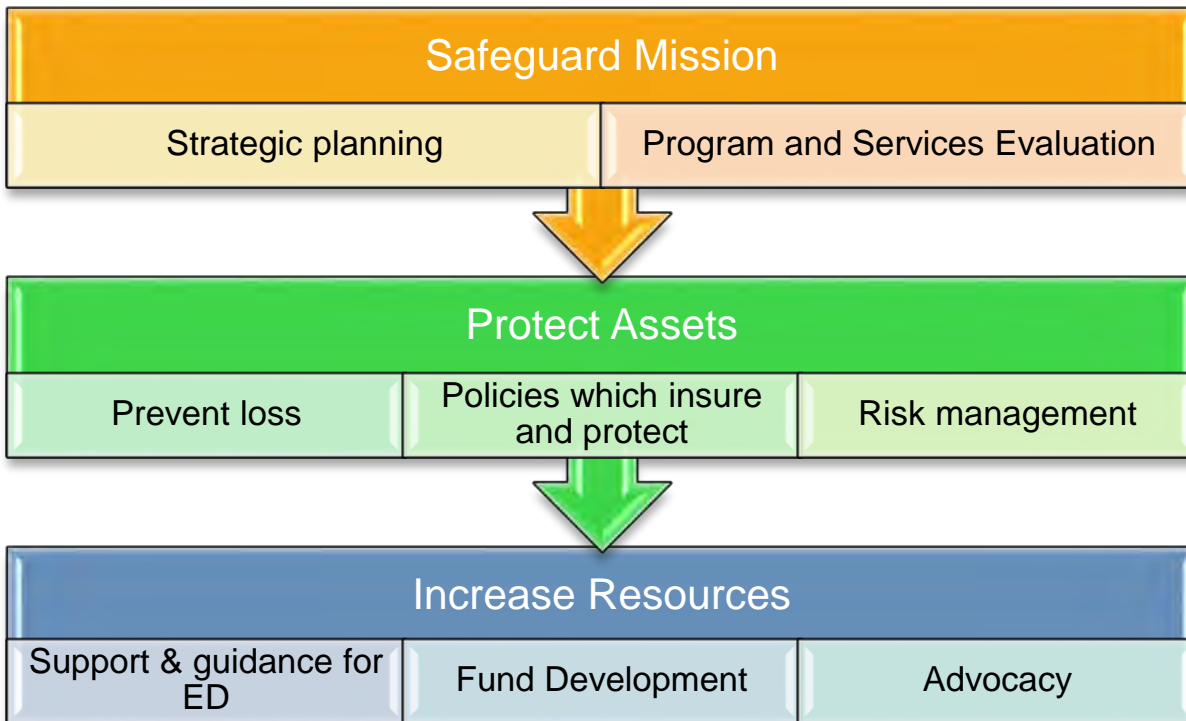 Safeguard Mission
Strategic planning
Program and Services Evaluation
Protect Assets
Prevent loss
Policies which insure
and protect
Risk management
Increase Resources
Support & guidance for
ED
Fund Development
Advocacy